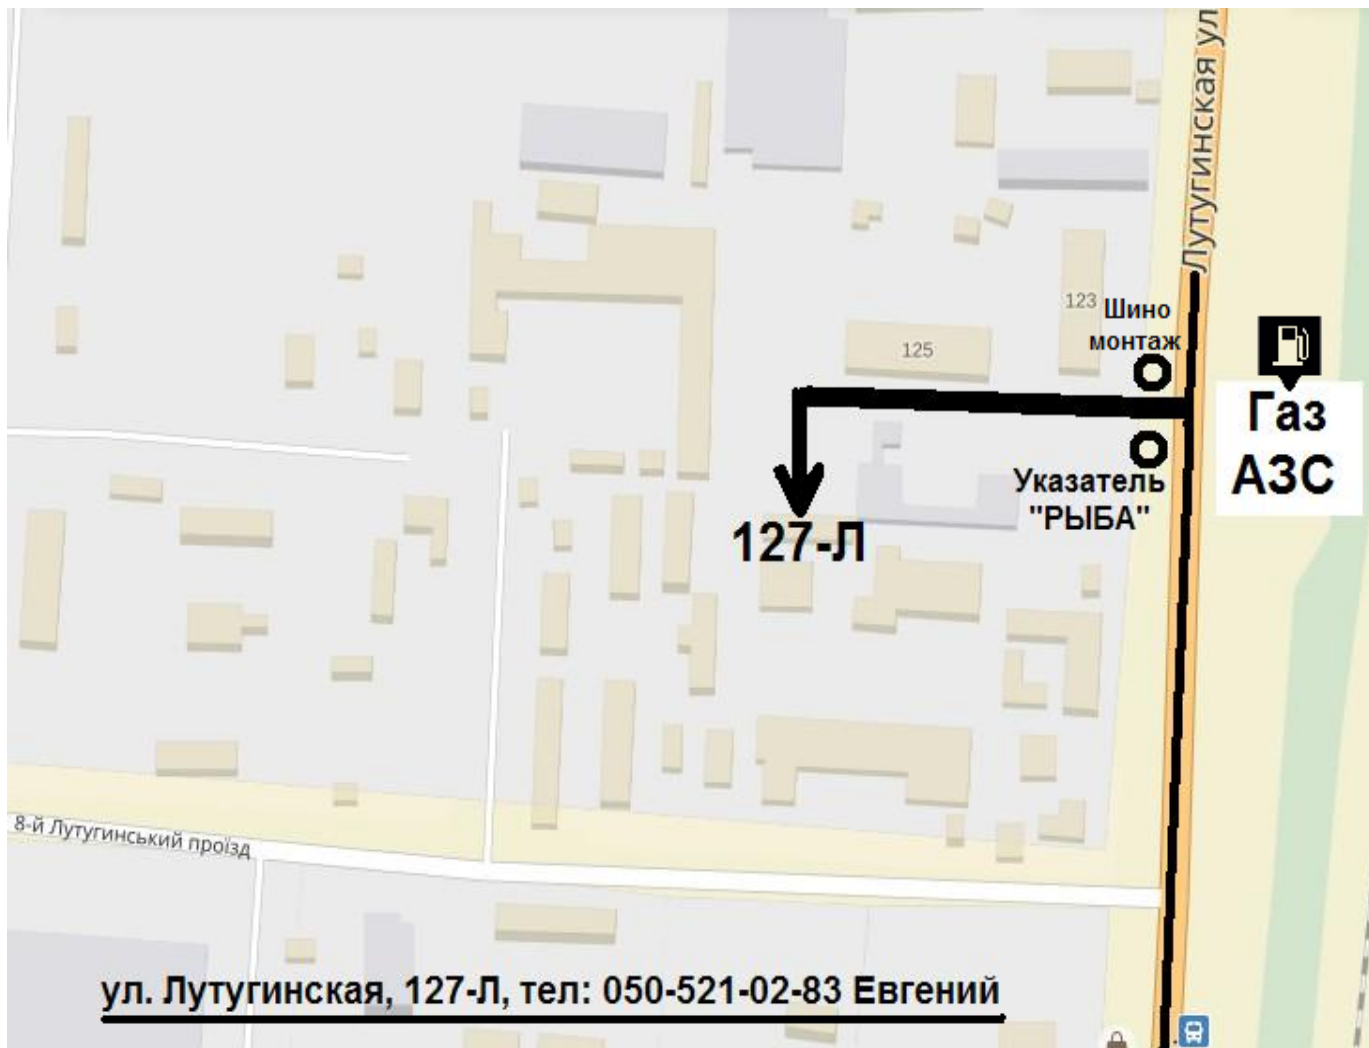 Лутугинская ул
123
Шино
монтаж
125
Газ
АЗС
Указатель
"РЫБА"
127-Л
8-й Лутугинський проїзд
ул. Лутугинская, 127-Л, тел: 050-521-02-83 Евгений